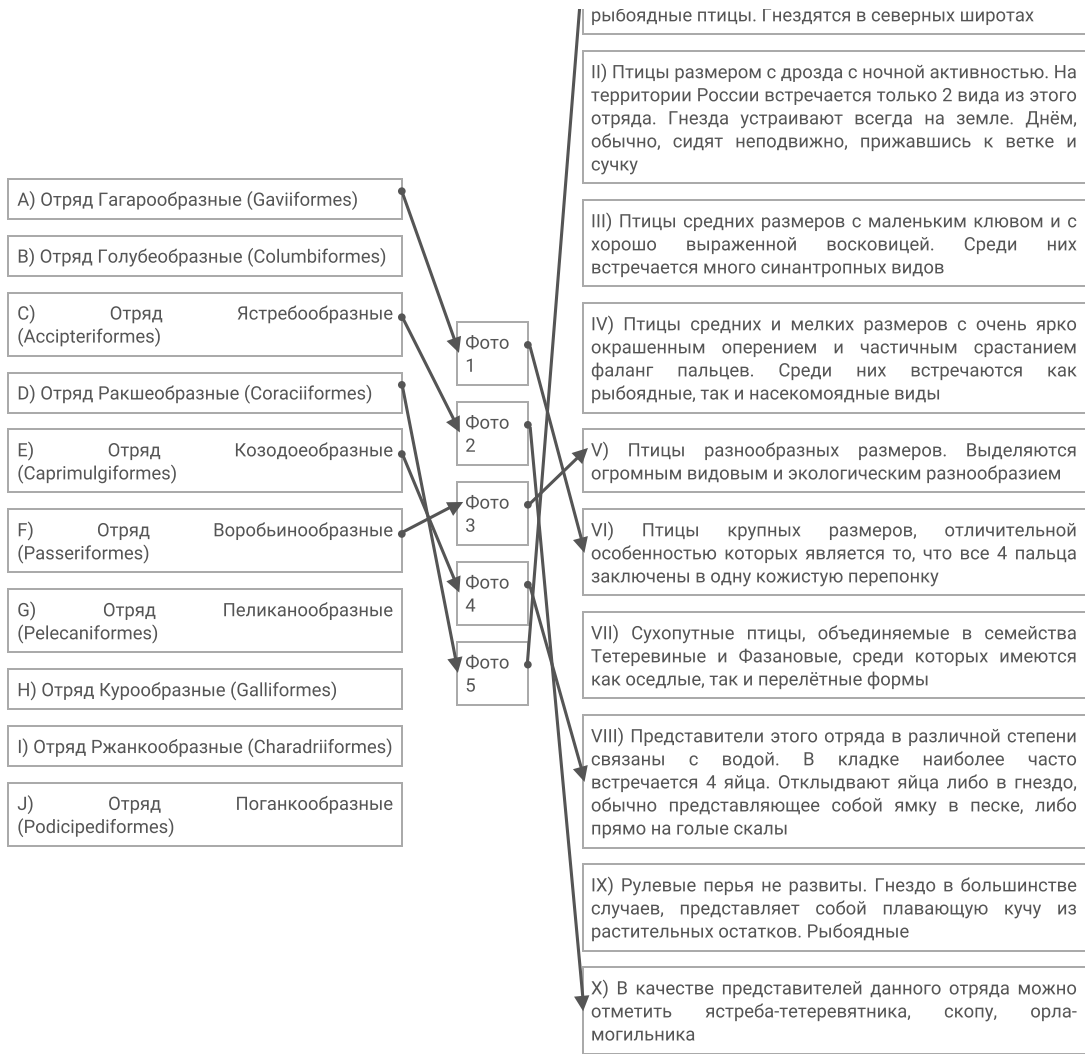 A) Отряд Гагарообразные (Gaviiformes)
B) Отряд Голубеобразные (Columbiformes)
C) Отряд Ястребообразные
(Accipteriformes)
D) Отряд Ракшеобразные (Coraciiformes)
E) Отряд Козодоеобразные
(Caprimulgiformes)
F) Отряд Воробьинообразные
(Passeriformes)
G) Отряд Пеликанообразные
(Pelecaniformes)
H) Отряд Курообразные (Galliformes)
I) Отряд Ржанкообразные (Charadriiformes)
J) Отряд Поганкообразные
(Podicipediformes)
Фото
1
Фото
2
Фото
3
Фото
4
Фото
5
рыбоядные птицы. Гнездятся в северных широтах
II) Птицы размером с дрозда с ночной активностью. На
территории России встречается только 2 вида из этого
отряда. Гнезда устраивают всегда на земле. Днём,
обычно, сидят неподвижно, прижавшись к ветке и
сучку
III) Птицы средних размеров с маленьким клювом и с
хорошо выраженной восковицей. Среди них
встречается много синантропных видов
IV) Птицы средних и мелких размеров с очень ярко
окрашенным оперением и частичным срастанием
фаланг пальцев. Среди них встречаются как
рыбоядные, так и насекомоядные виды
V) Птицы разнообразных размеров. Выделяются
огромным видовым и экологическим разнообразием
VI) Птицы крупных размеров, отличительной
особенностью которых является то, что все 4 пальца
заключены в одну кожистую перепонку
VII) Сухопутные птицы, объединяемые в семейства
Тетеревиные и Фазановые, среди которых имеются
как оседлые, так и перелётные формы
VIII) Представители этого отряда в различной степени
связаны с водой. В кладке наиболее часто
встречается 4 яйца. Отклыдвают яйца либо в гнездо,
обычно представляющее собой ямку в песке, либо
прямо на голые скалы
IX) Рулевые перья не развиты. Гнездо в большинстве
случаев, представляет собой плавающую кучу из
растительных остатков. Рыбоядные
X) В качестве представителей данного отряда можно
отметить ястреба-тетеревятника, скопу, орла-
могильника